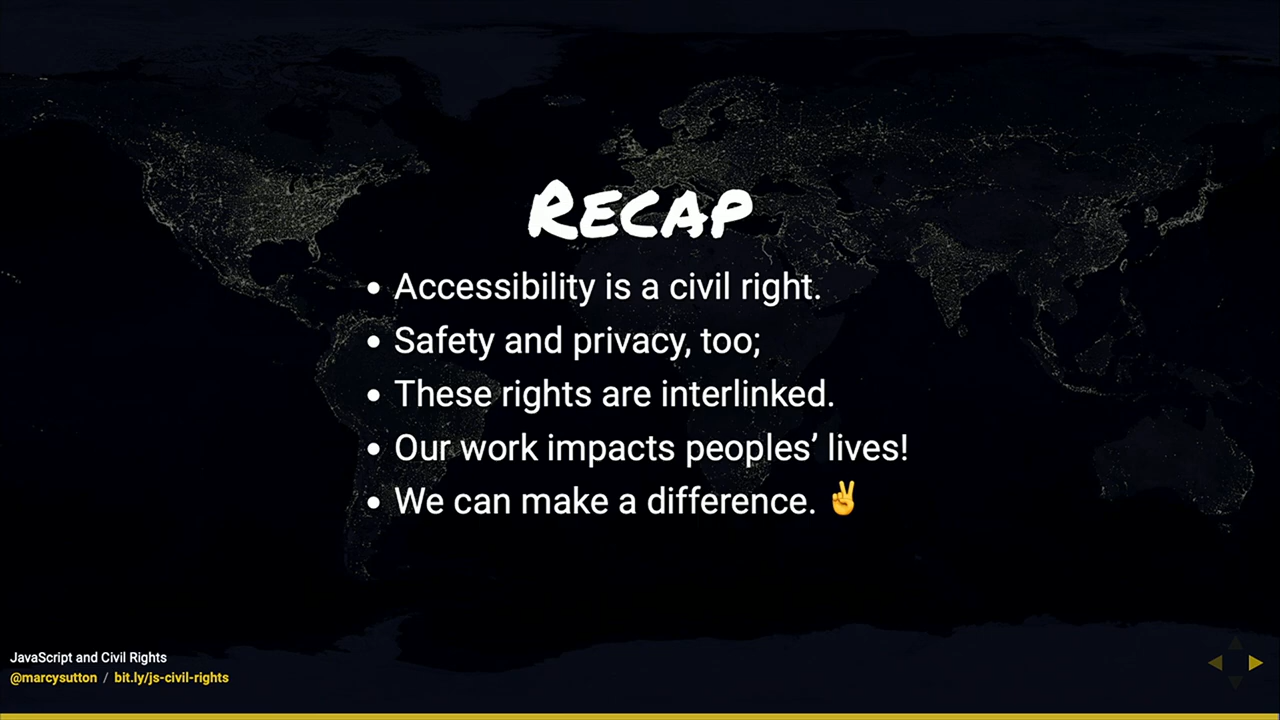 Recap
• Accessibility is a civil right.
• Safety and privacy, too;
• These rights are interlinked.
• Our work impacts peoples’ lives!
• We can make a difference. ✌️
JavaScript and Civil Rights
@marcysutton / bit.ly/js-civil-rights